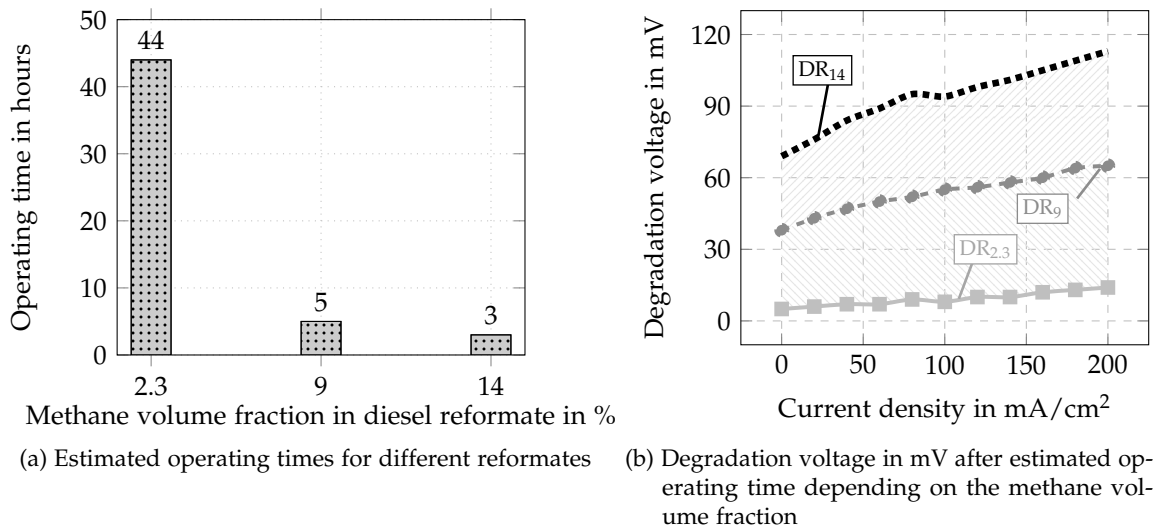 50
40
30
20
10
0
Operating time in hours
44
5
3
2.3
9
14
Methane volume fraction in diesel reformate in %
(a) Estimated operating times for different reformates
120
90
60
30
0
Degradation voltage in mV
DR14
DR9
DR2.3
0
50
100
150
200
Current density in mA/cm²
(b) Degradation voltage in mV after estimated op-
erating time depending on the methane vol-
ume fraction